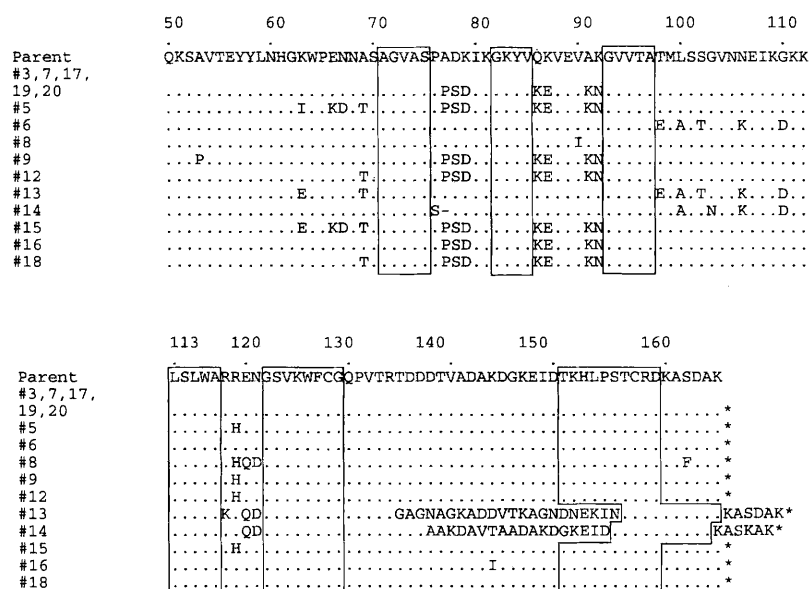 50 60 70 80 90 100 110
Parent QKSAVTEYYLNHGKWPENNASAGVASPADKIKGKYVQKVEVAKGVVTATMLSSGVNNEIKGKK
#3,7,17,
19,20 ...........................PSD......KE...KN....................
#5 .............I..KD.T.......PSD......KE...KN....................
#6 ................................................E.A.T...K...D..
#8 ........................................I......................
#9 ...P.......................PSD......KE...KN....................
#12 ...................T.......PSD......KE...KN....................
#13 .............E.....T............................E.A.T...K...D..
#14 ..........................S-......................A..N..K...D..
#15 .............E..KD.T.......PSD......KE...KN....................
#16 ...........................PSD......KE...KN....................
#18 ...................T.......PSD......KE...KN....................
113 120 130 140 150 160
Parent LSLWARRENGSVKWFCGQPVTRTDDDTVADAKDGKEIDTKHLPSTCRDKASDAK
#3,7,17,
19,20 ......................................................*
#5 ......H...............................................*
#6 ......................................................*
#8 ......HQD.........................................F...*
#9 ......H...............................................*
#12 ......H...............................................*
#13 .....K.QD.............GAGNAGKADDVTKAGNDNEKIN..........KASDAK*
#14 .......QD................AAKDAVTAADAKDGKEID..........KASKAK*
#15 ......H...............................................*
#16 ...............................I......................*
#18 ......................................................*